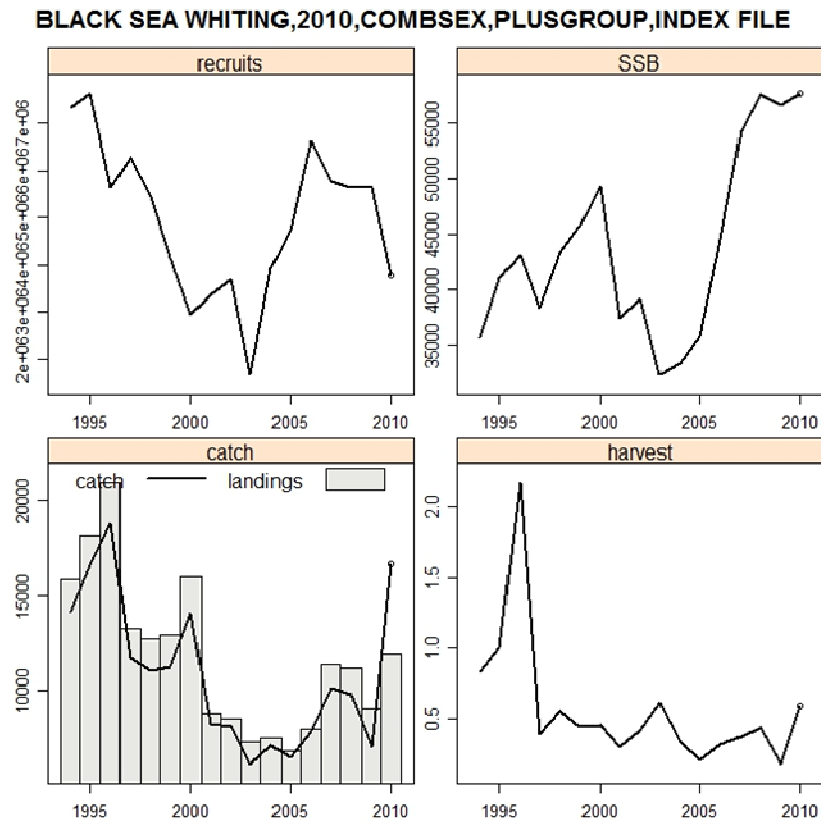 BLACK SEA WHITING,2010,COMBSEX,PLUSGROUP,INDEX FILE
recruits
2e+063e+064e+065e+066e+067e+06
1995 2000 2005 2010
SSB
35000 40000 45000 50000 55000
1995 2000 2005 2010
catch
catch landings
10000 15000 20000
1995 2000 2005 2010
harvest
0.5 1.0 1.5 2.0
1995 2000 2005 2010